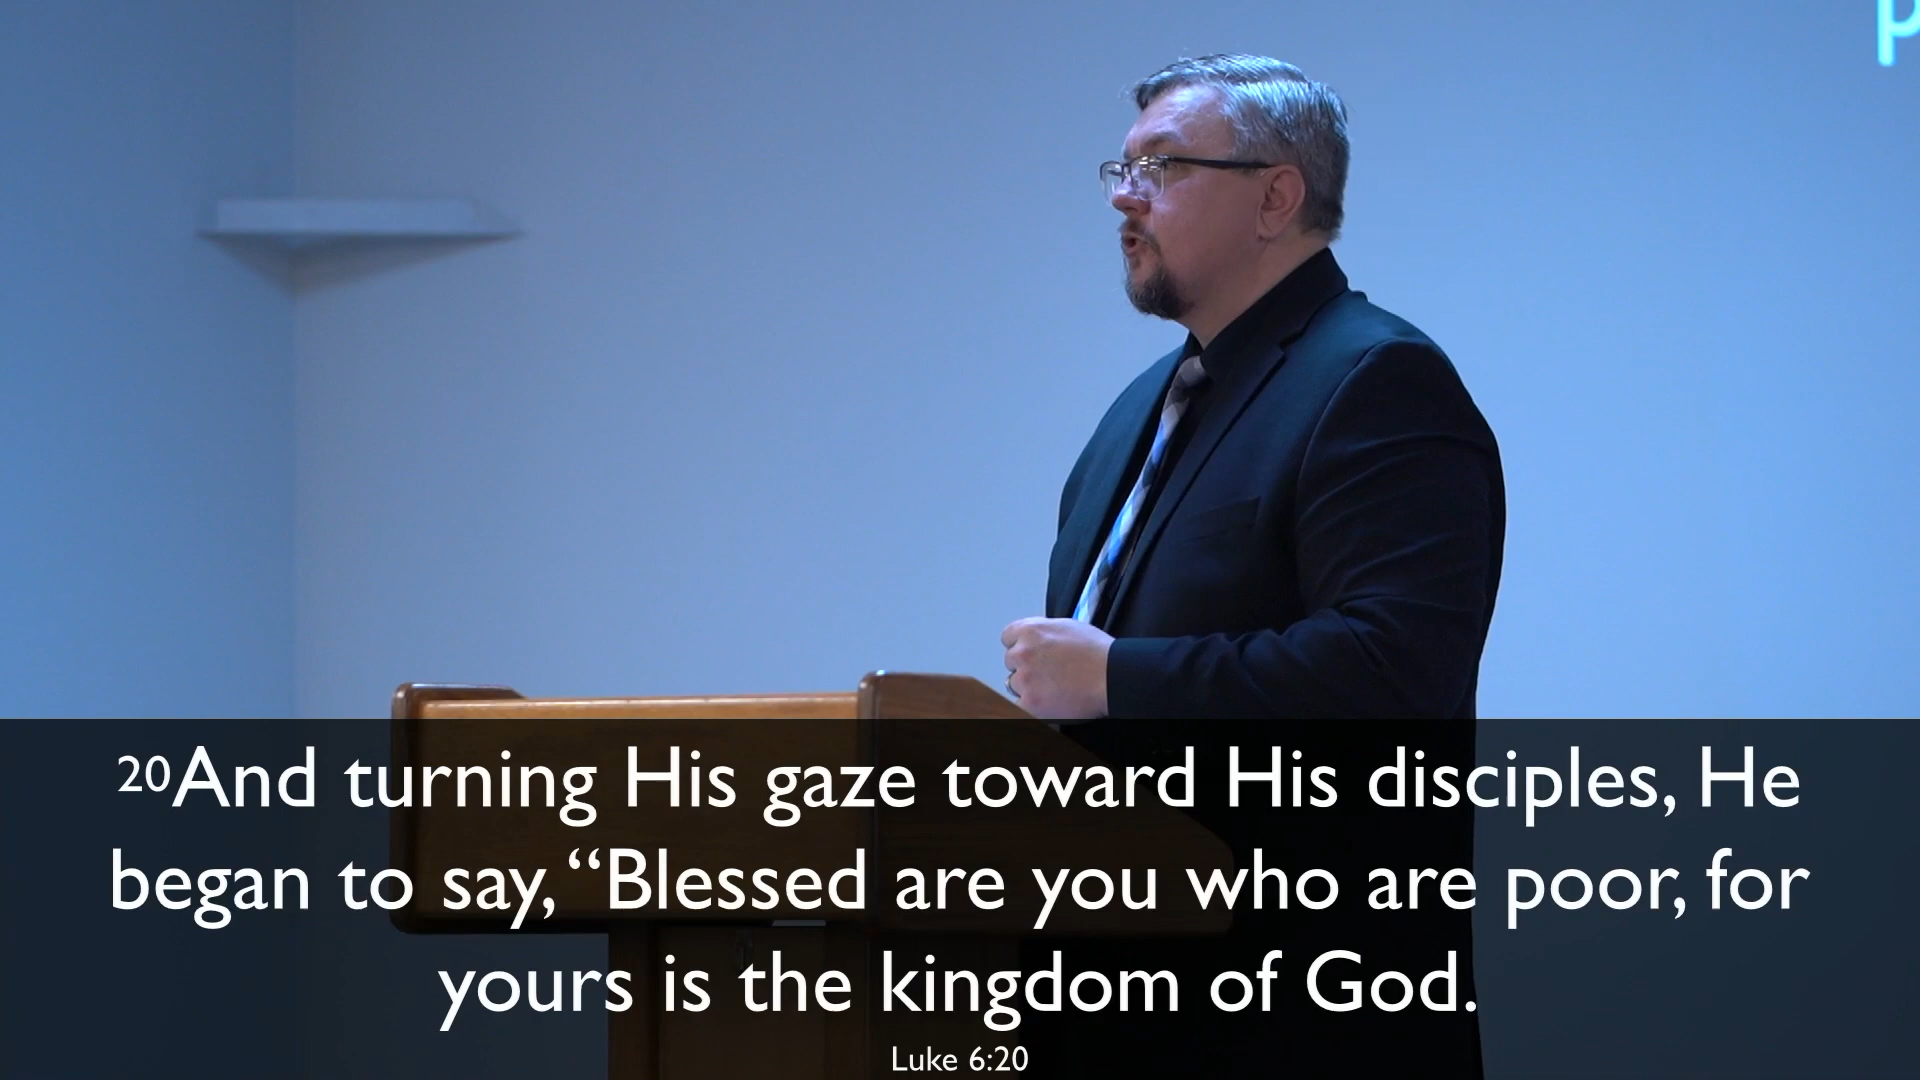 p
20And turning His gaze toward His disciples, He
began to say, “Blessed are you who are poor, for
yours is the kingdom of God.
Luke 6:20